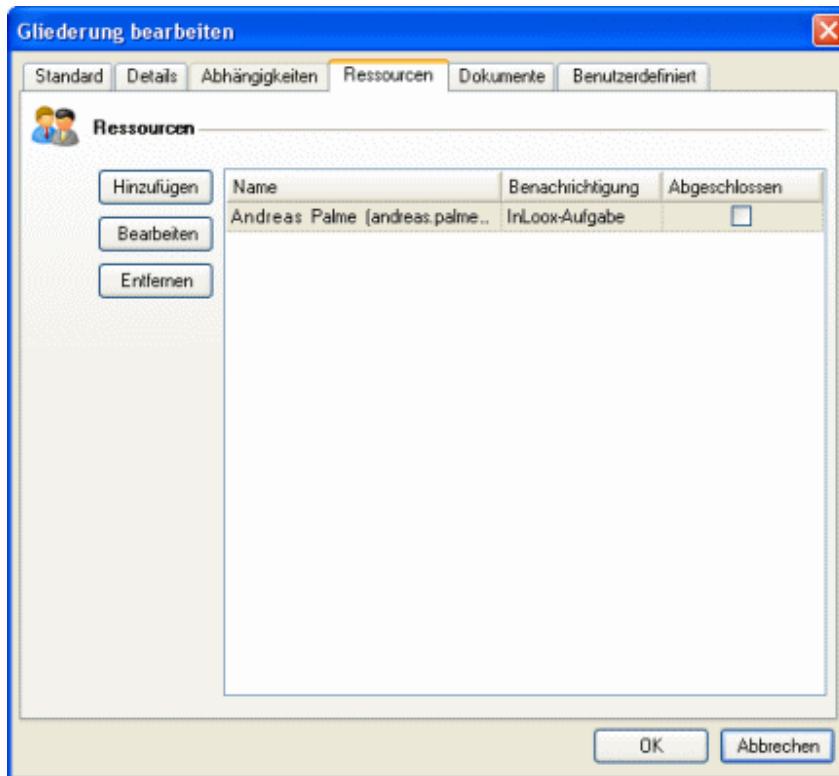 Gliederung bearbeiten
Standard Details Abhängigkeiten Ressourcen Dokumente Benutzerdefiniert
Ressourcen
Hinzufügen
Bearbeiten
Entfernen
Name Benachrichtigung Abgeschlossen
Andreas Palme (andreas.palme... InLoox-Aufgabe
OK Abbrechen